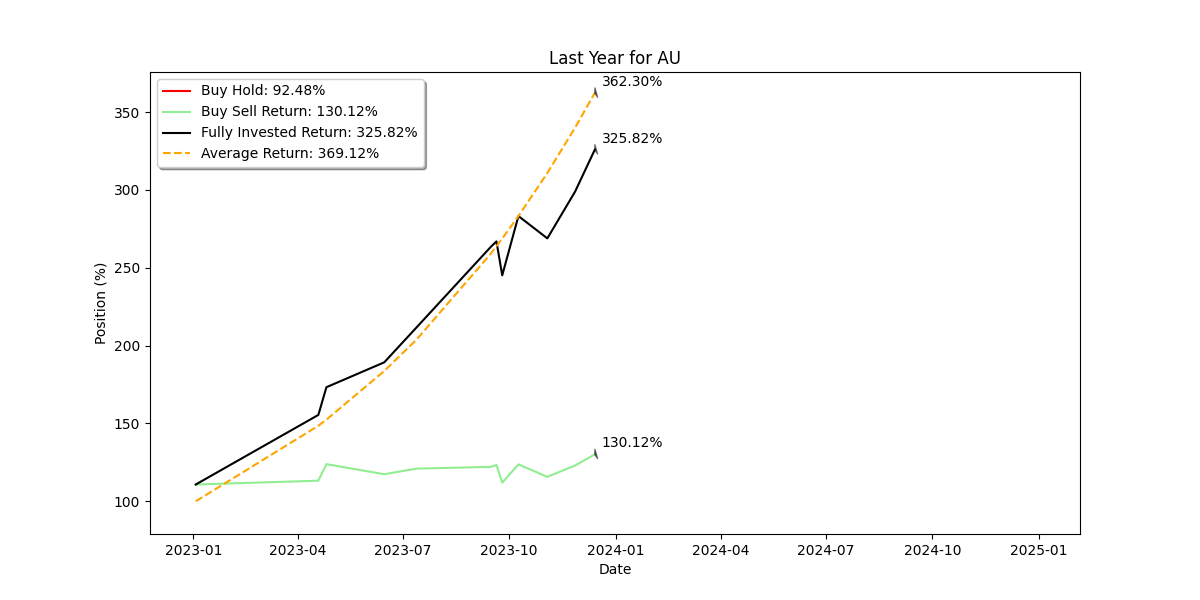 Last Year for AU
Buy Hold: 92.48%
Buy Sell Return: 130.12%
Fully Invested Return: 325.82%
Average Return: 369.12%
362.30%
325.82%
130.12%
Position (%)
350
300
250
200
150
100
2023-01
2023-04
2023-07
2023-10
2024-01
2024-04
2024-07
2024-10
2025-01
Date